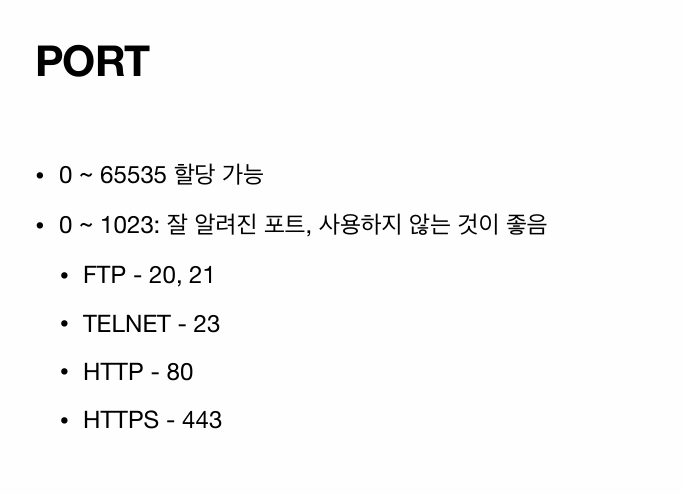 PORT
• 0 ~ 65535 할당 가능
• 0 ~ 1023: 잘 알려진 포트, 사용하지 않는 것이 좋음
• FTP - 20, 21
• TELNET - 23
• HTTP - 80
• HTTPS - 443